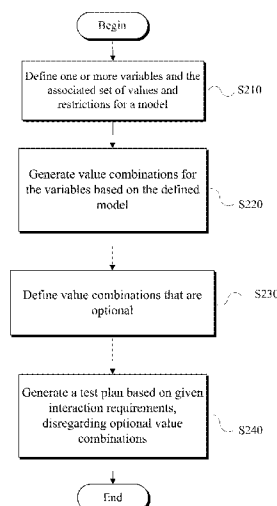 Begin
Define one or more variables and the
associated set of values and
restrictions for a model
S210
Generate value combinations for
the variables based on the defined
model
S220
Define value combinations that are
optional
S230
Generate a test plan based on given
interaction requirements,
disregarding optional value
combinations
S240
End